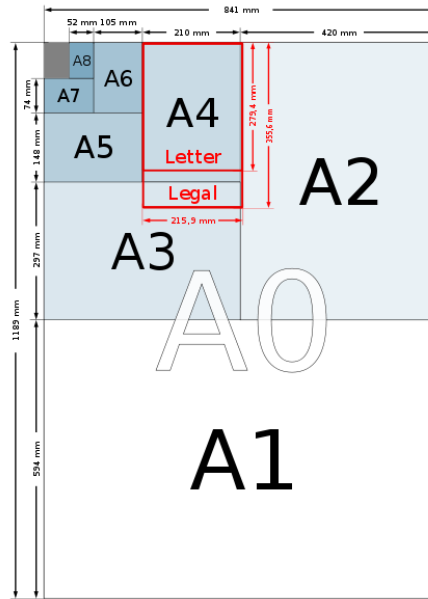 841 mm
52 mm 105 mm 210 mm 420 mm
A8
A6
A7
74 mm
A4
279,4 mm
355,6 mm
A5
148 mm
Letter
Legal
A2
215,9 mm
A3
297 mm
A0
1189 mm
A1
594 mm